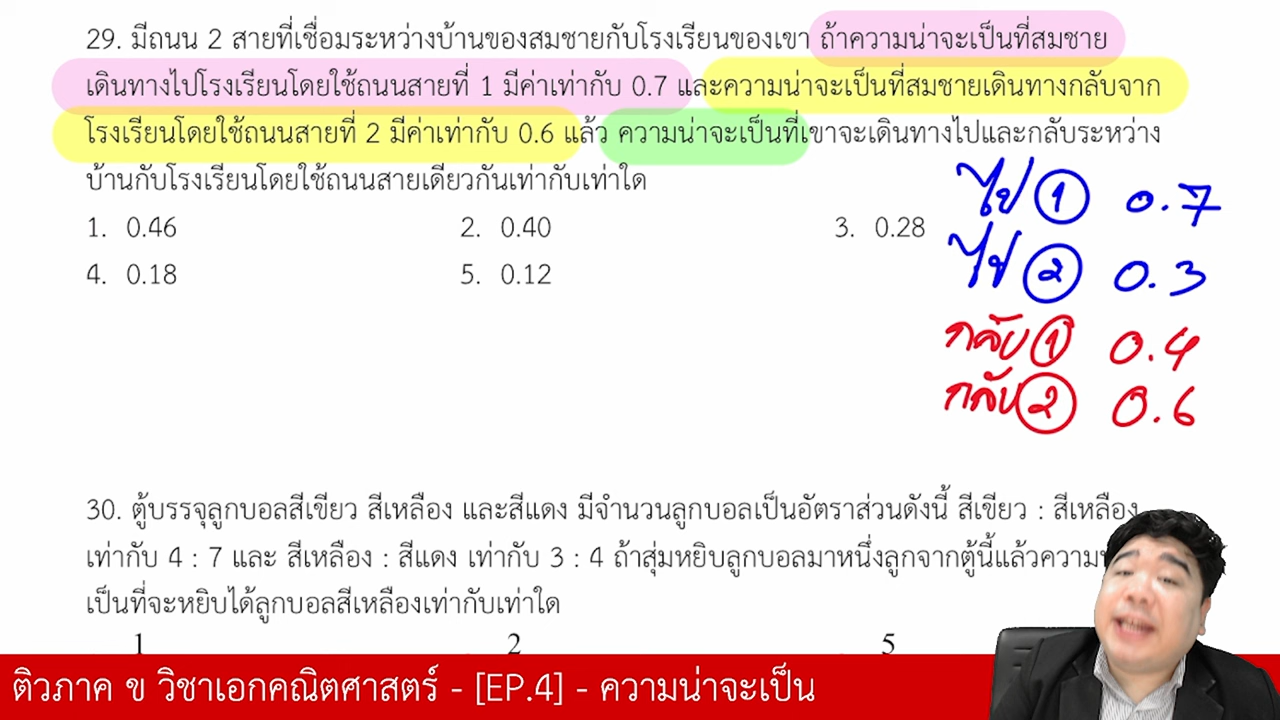 29. มีถนน 2 สายที่เชื่อมระหว่างบ้านของสมชายกับโรงเรียนของเขา ถ้าความน่าจะเป็นที่สมชาย
เดินทางไปโรงเรียนโดยใช้ถนนสายที่ 1 มีค่าเท่ากับ 0.7 และความน่าจะเป็นที่สมชายเดินทางกลับจาก
โรงเรียนโดยใช้ถนนสายที่ 2 มีค่าเท่ากับ 0.6 แล้ว ความน่าจะเป็นที่เขาจะเดินทางไปและกลับระหว่าง
บ้านกับโรงเรียนโดยใช้ถนนสายเดียวกันเท่ากับเท่าใด
1. 0.46 2. 0.40 3. 0.28
4. 0.18 5. 0.12
ไป 1 0.7
ไป 2 0.3
กลับ 1 0.4
กลับ 2 0.6
30. ตู้บรรจุลูกบอลสีเขียว สีเหลือง และสีแดง มีจำนวนลูกบอลเป็นอัตราส่วนดังนี้ สีเขียว : สีเหลือง
เท่ากับ 4 : 7 และ สีเหลือง : สีแดง เท่ากับ 3 : 4 ถ้าสุ่มหยิบลูกบอลมาหนึ่งลูกจากตู้นี้แล้วความ
เป็นที่จะหยิบได้ลูกบอลสีเหลืองเท่ากับเท่าใด
1 2 5
ติวภาค ข วิชาเอกคณิตศาสตร์ - [EP.4] - ความน่าจะเป็น